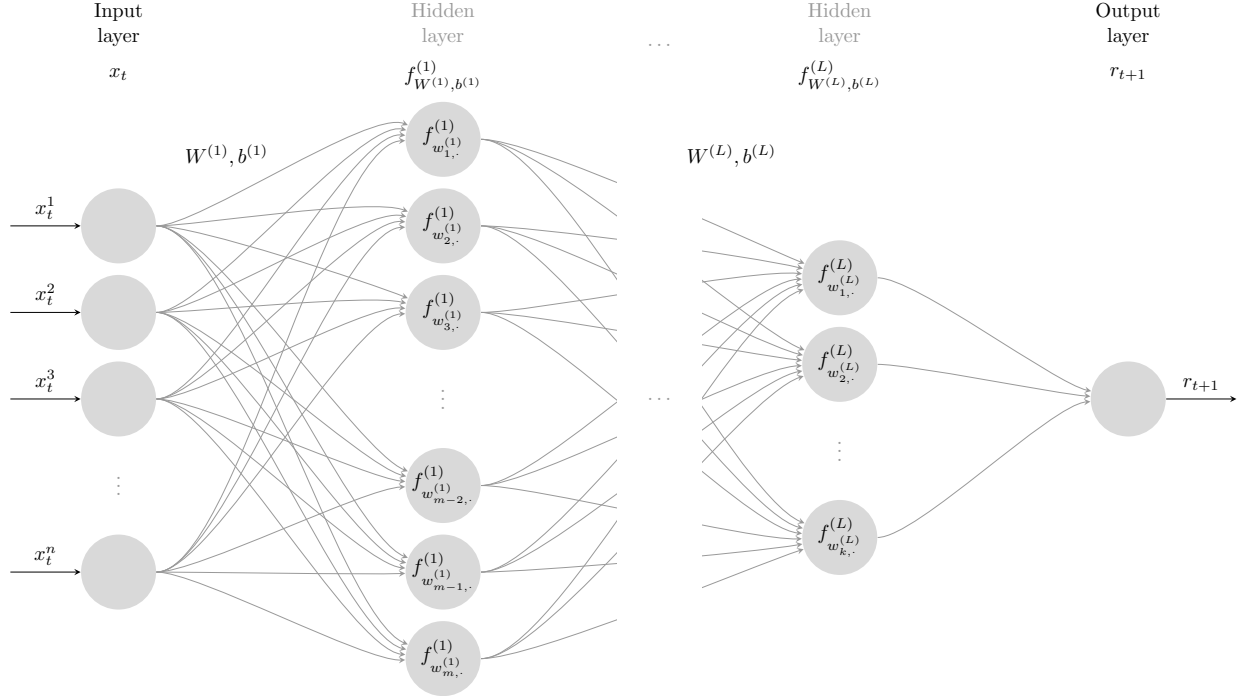 Input
layer
Hidden
layer
...
Hidden
layer
Output
layer
x_t
f^{(1)}_{W^{(1)},b^{(1)}}
f^{(L)}_{W^{(L)},b^{(L)}}
r_{t+1}
W^{(1)}, b^{(1)}
W^{(L)}, b^{(L)}
x_t^1
x_t^2
x_t^3
⋮
x_t^n
f^{(1)}_{w^{(1)}_{1,·}}
f^{(1)}_{w^{(1)}_{2,·}}
f^{(1)}_{w^{(1)}_{3,·}}
⋮
f^{(1)}_{w^{(1)}_{m−2,·}}
f^{(1)}_{w^{(1)}_{m−1,·}}
f^{(1)}_{w^{(1)}_{m,·}}
...
f^{(L)}_{w^{(L)}_{1,·}}
f^{(L)}_{w^{(L)}_{2,·}}
⋮
f^{(L)}_{w^{(L)}_{k,·}}
r_{t+1}